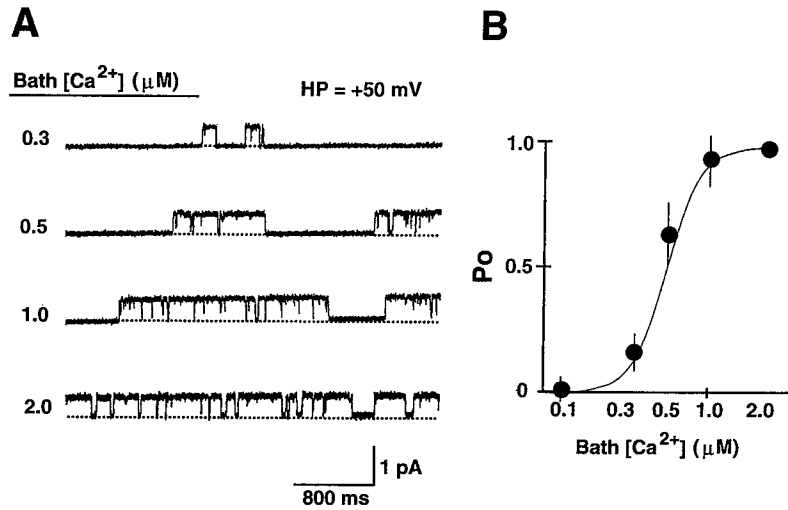 A
Bath [Ca2+] (μM)
HP = +50 mV
0.3
0.5
1.0
2.0
1 pA
800 ms
B
1.0
0.5
0
Po
0.1 0.3 0.5 1.0 2.0
Bath [Ca2+] (μM)